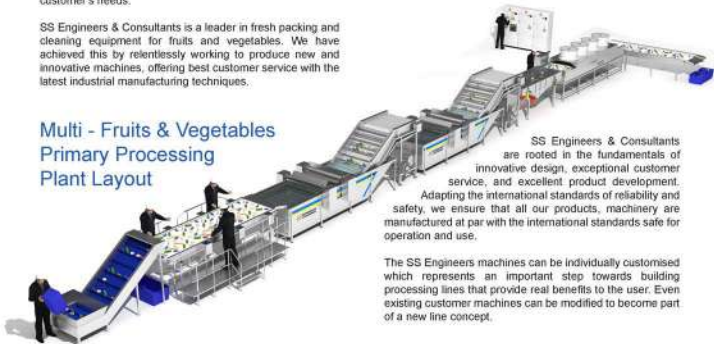 customer's needs.
SS Engineers & Consultants is a leader in fresh packing and
cleaning equipment for fruits and vegetables. We have
achieved this by relentlessly working to produce new and
innovative machines, offering best customer service with the
latest industrial manufacturing techniques.
Multi - Fruits & Vegetables
Primary Processing
Plant Layout
SS Engineers & Consultants
are rooted in the fundamentals of
innovative design, exceptional customer
service, and excellent product development.
Adapting the international standards of reliability and
safety, we ensure that all our products, machinery are
manufactured at par with the international standards safe for
operation and use.
The SS Engineers machines can be individually customised
which represents an important step towards building
processing lines that provide real benefits to the user. Even
existing customer machines can be modified to become part
of a new line concept.